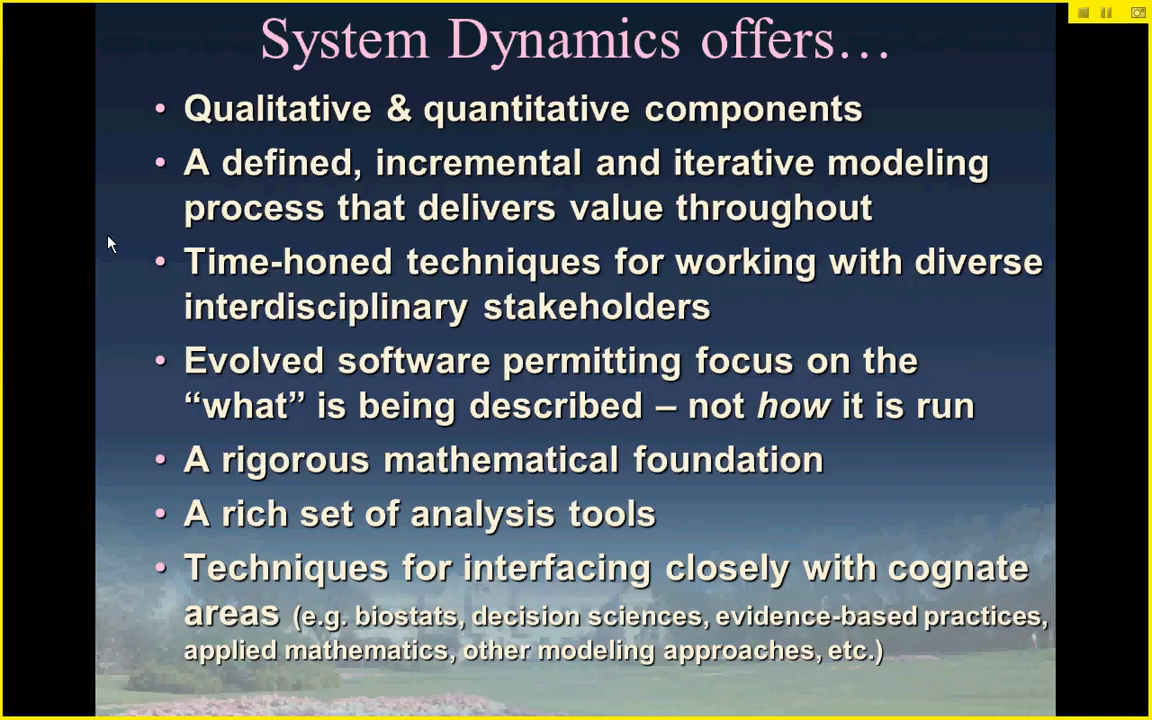 System Dynamics offers…
• Qualitative & quantitative components
• A defined, incremental and iterative modeling
process that delivers value throughout
• Time-honed techniques for working with diverse
interdisciplinary stakeholders
• Evolved software permitting focus on the
“what” is being described – not how it is run
• A rigorous mathematical foundation
• A rich set of analysis tools
• Techniques for interfacing closely with cognate
areas (e.g. biostats, decision sciences, evidence-based practices,
applied mathematics, other modeling approaches, etc.)